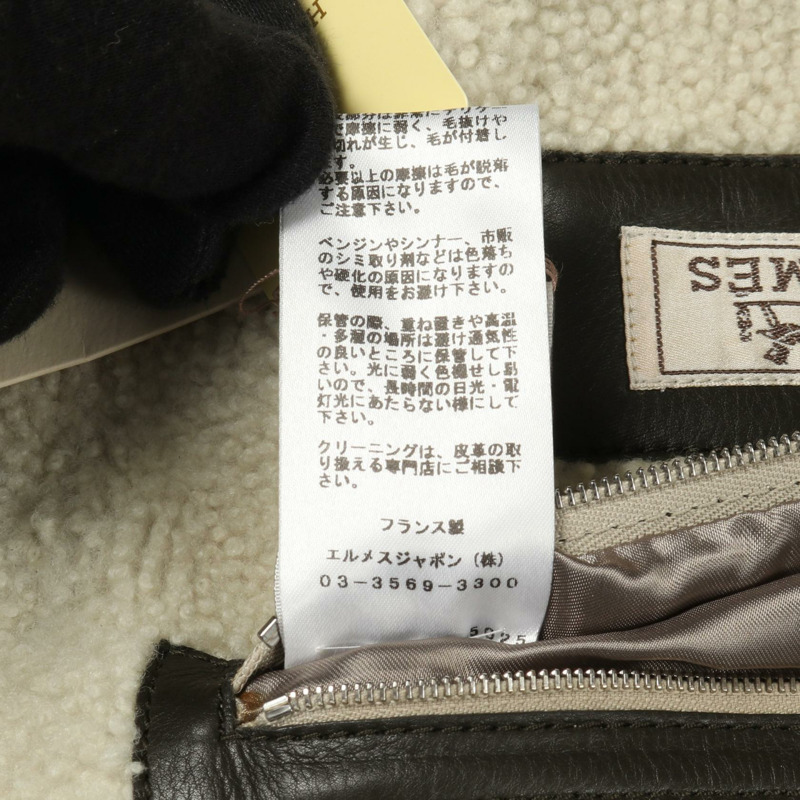 で摩擦に弱く、毛抜けや
切れが生じ、毛が付着し
す。
必要以上の摩擦は毛が脱落
する原因になりますので、
ご注意下さい。
ベンジンやシンナー、市販
のシミ取り剤などは色落ち
や硬化の原因になりますの
で、使用をお避け下さい。
保管の際、重ね置きや高温
・多湿の場所は避け通気性
の良いところに保管して下
さい。光に弱く色褪せし易
いので、長時間の日光・電
灯光にあたらない様にして
下さい。
クリーニングは、皮革の取
り扱える専門店にご相談下
さい。
フランス製
エルメスジャポン（株）
03-3569-3300
5025
MES
H